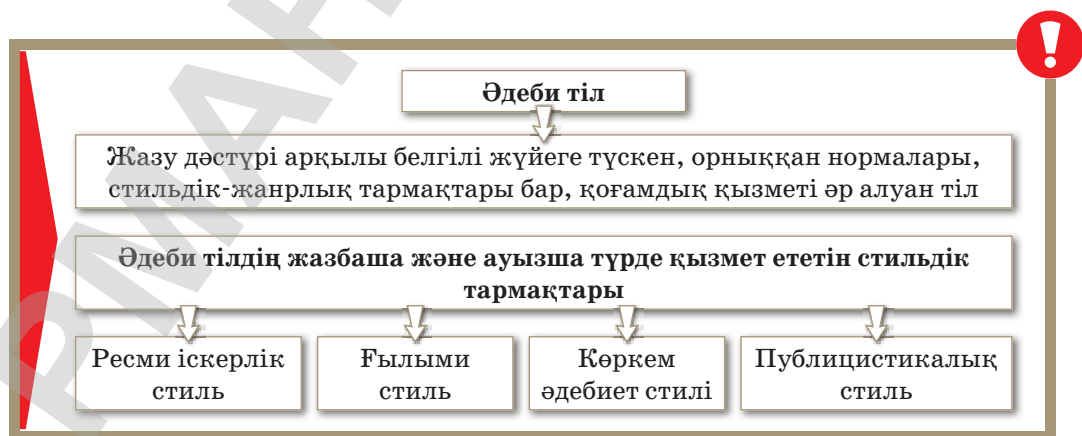 Әдеби тіл
Жазу дәстүрі арқылы белгілі жүйеге түскен, орныққан нормалары,
стильдік-жанрлық тармақтары бар, қоғамдық қызметі әр алуан тіл
Әдеби тілдің жазбаша және ауызша түрде қызмет ететін стильдік
тармақтары
Ресми іскерлік
стиль
Ғылыми
стиль
Көркем
әдебиет стилі
Публицистикалық
стиль